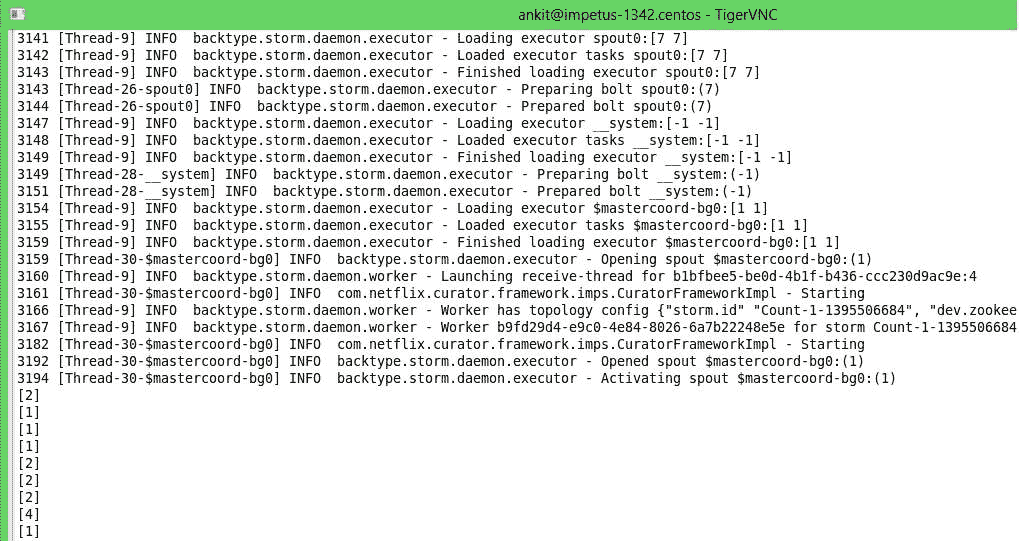 ankit@impetus-1342.centos - TigerVNC
3141 [Thread-9] INFO  backtype.storm.daemon.executor - Loading executor spout0:[7 7]
3142 [Thread-9] INFO  backtype.storm.daemon.executor - Loaded executor tasks spout0:[7 7]
3143 [Thread-9] INFO  backtype.storm.daemon.executor - Finished loading executor spout0:[7 7]
3143 [Thread-26-spout0] INFO  backtype.storm.daemon.executor - Preparing bolt spout0:(7)
3144 [Thread-26-spout0] INFO  backtype.storm.daemon.executor - Prepared bolt spout0:(7)
3147 [Thread-9] INFO  backtype.storm.daemon.executor - Loading executor __system:[-1 -1]
3148 [Thread-9] INFO  backtype.storm.daemon.executor - Loaded executor tasks __system:[-1 -1]
3149 [Thread-9] INFO  backtype.storm.daemon.executor - Finished loading executor __system:[-1 -1]
3149 [Thread-28-__system] INFO  backtype.storm.daemon.executor - Preparing bolt __system:(-1)
3151 [Thread-28-__system] INFO  backtype.storm.daemon.executor - Prepared bolt __system:(-1)
3154 [Thread-9] INFO  backtype.storm.daemon.executor - Loading executor $mastercoord-bg0:[1 1]
3155 [Thread-9] INFO  backtype.storm.daemon.executor - Loaded executor tasks $mastercoord-bg0:[1 1]
3159 [Thread-9] INFO  backtype.storm.daemon.executor - Finished loading executor $mastercoord-bg0:[1 1]
3159 [Thread-30-$mastercoord-bg0] INFO  backtype.storm.daemon.executor - Opening spout $mastercoord-bg0:(1)
3160 [Thread-9] INFO  backtype.storm.daemon.worker - Launching receive-thread for b1bfbee5-be0d-4b1f-b436-ccc230d9ac9e:4
3161 [Thread-30-$mastercoord-bg0] INFO  com.netflix.curator.framework.imps.CuratorFrameworkImpl - Starting
3166 [Thread-9] INFO  backtype.storm.daemon.worker - Worker has topology config {"storm.id" "Count-1-1395506684", "dev.zookee
3167 [Thread-9] INFO  backtype.storm.daemon.worker - Worker b9fd29d4-e9c0-4e84-8026-6a7b22248e5e for storm Count-1-1395506684
3182 [Thread-30-$mastercoord-bg0] INFO  com.netflix.curator.framework.imps.CuratorFrameworkImpl - Starting
3192 [Thread-30-$mastercoord-bg0] INFO  backtype.storm.daemon.executor - Opened spout $mastercoord-bg0:(1)
3194 [Thread-30-$mastercoord-bg0] INFO  backtype.storm.daemon.executor - Activating spout $mastercoord-bg0:(1)
[2]
[1]
[1]
[1]
[2]
[2]
[2]
[4]
[1]